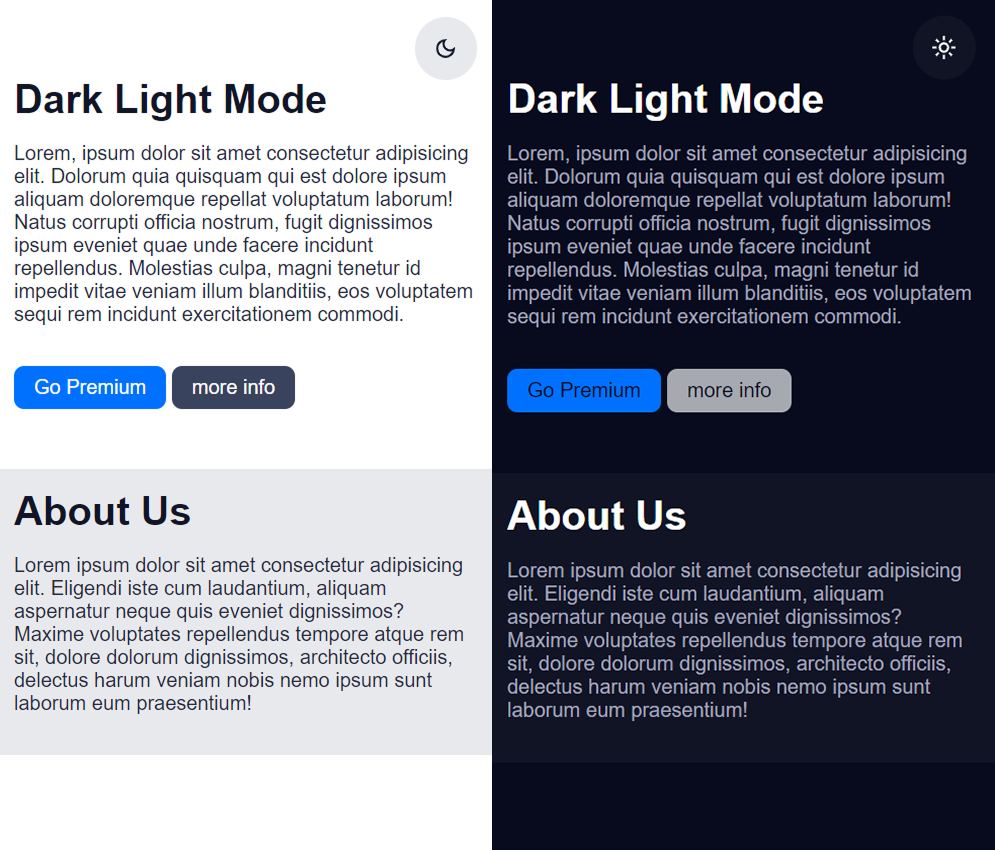 Dark Light Mode
Lorem, ipsum dolor sit amet consectetur adipisicing
elit. Dolorum quia quisquam qui est dolore ipsum
aliquam doloremque repellat voluptatum laborum!
Natus corrupti officia nostrum, fugit dignissimos
ipsum eveniet quae unde facere incidunt
repellendus. Molestias culpa, magni tenetur id
impedit vitae veniam illum blanditiis, eos voluptatem
sequi rem incidunt exercitationem commodi.
Go Premium more info
About Us
Lorem ipsum dolor sit amet consectetur adipisicing
elit. Eligendi iste cum laudantium, aliquam
aspernatur neque quis eveniet dignissimos?
Maxime voluptates repellendus tempore atque rem
sit, dolore dolorum dignissimos, architecto officiis,
delectus harum veniam nobis nemo ipsum sunt
laborum eum praesentium!
Dark Light Mode
Lorem, ipsum dolor sit amet consectetur adipisicing
elit. Dolorum quia quisquam qui est dolore ipsum
aliquam doloremque repellat voluptatum laborum!
Natus corrupti officia nostrum, fugit dignissimos
ipsum eveniet quae unde facere incidunt
repellendus. Molestias culpa, magni tenetur id
impedit vitae veniam illum blanditiis, eos voluptatem
sequi rem incidunt exercitationem commodi.
Go Premium more info
About Us
Lorem ipsum dolor sit amet consectetur adipisicing
elit. Eligendi iste cum laudantium, aliquam
aspernatur neque quis eveniet dignissimos?
Maxime voluptates repellendus tempore atque rem
sit, dolore dolorum dignissimos, architecto officiis,
delectus harum veniam nobis nemo ipsum sunt
laborum eum praesentium!